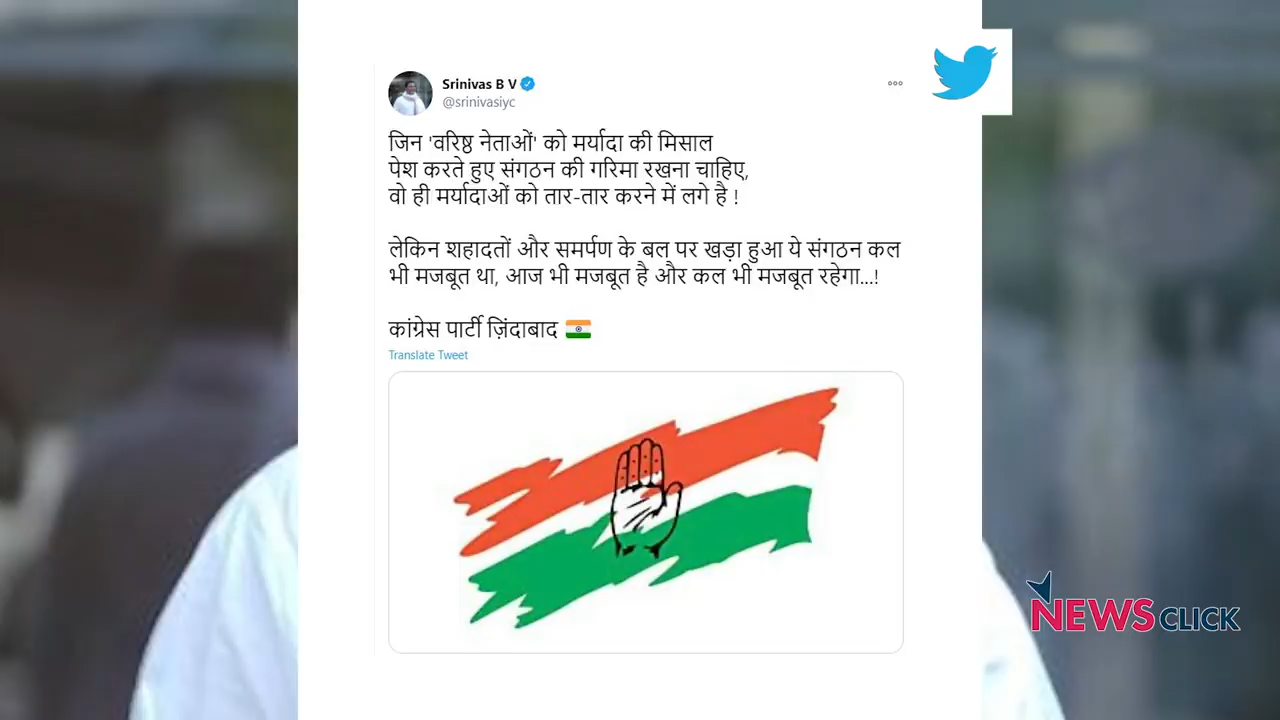 Srinivas B V
@srinivasiyc
जिन 'वरिष्ठ नेताओं' को मर्यादा की मिसाल
पेश करते हुए संगठन की गरिमा रखना चाहिए,
वो ही मर्यादाओं को तार-तार करने में लगे है !
लेकिन शहादतों और समर्पण के बल पर खड़ा हुआ ये संगठन कल
भी मजबूत था, आज भी मजबूत है और कल भी मजबूत रहेगा...!
कांग्रेस पार्टी ज़िंदाबाद
Translate Tweet
NEWSCLICK